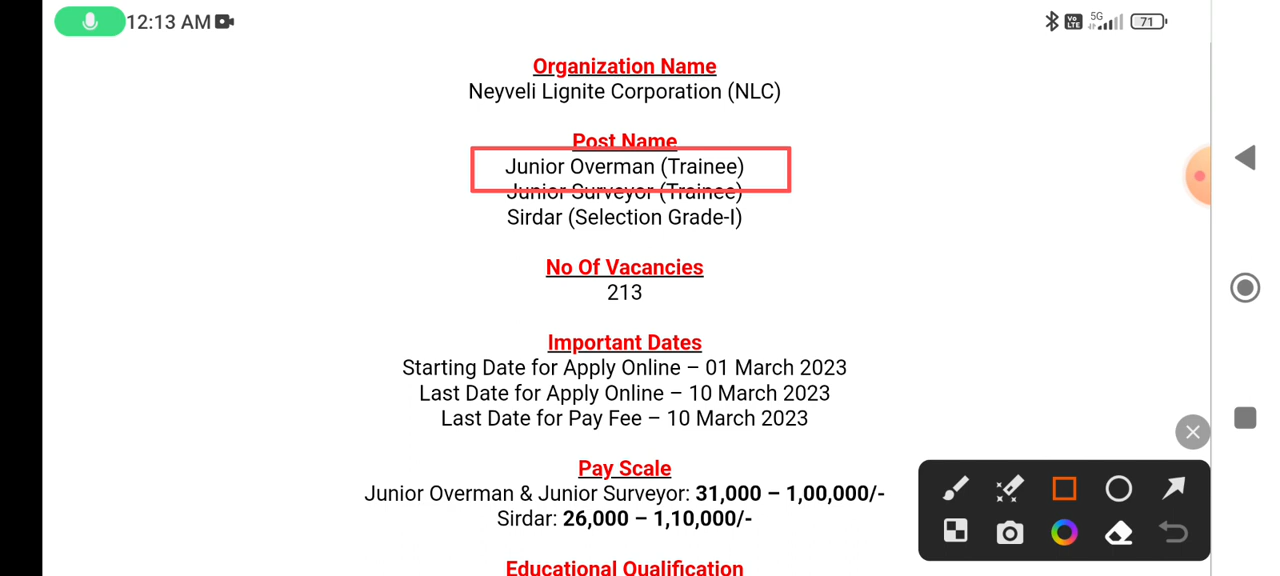 12:13 AM
Vo LTE 5G 71
Organization Name
Neyveli Lignite Corporation (NLC)
Post Name
Junior Overman (Trainee)
Junior Surveyor (Trainee)
Sirdar (Selection Grade-I)
No Of Vacancies
213
Important Dates
Starting Date for Apply Online – 01 March 2023
Last Date for Apply Online – 10 March 2023
Last Date for Pay Fee – 10 March 2023
Pay Scale
Junior Overman & Junior Surveyor: 31,000 – 1,00,000/-
Sirdar: 26,000 – 1,10,000/-
Educational Qualification